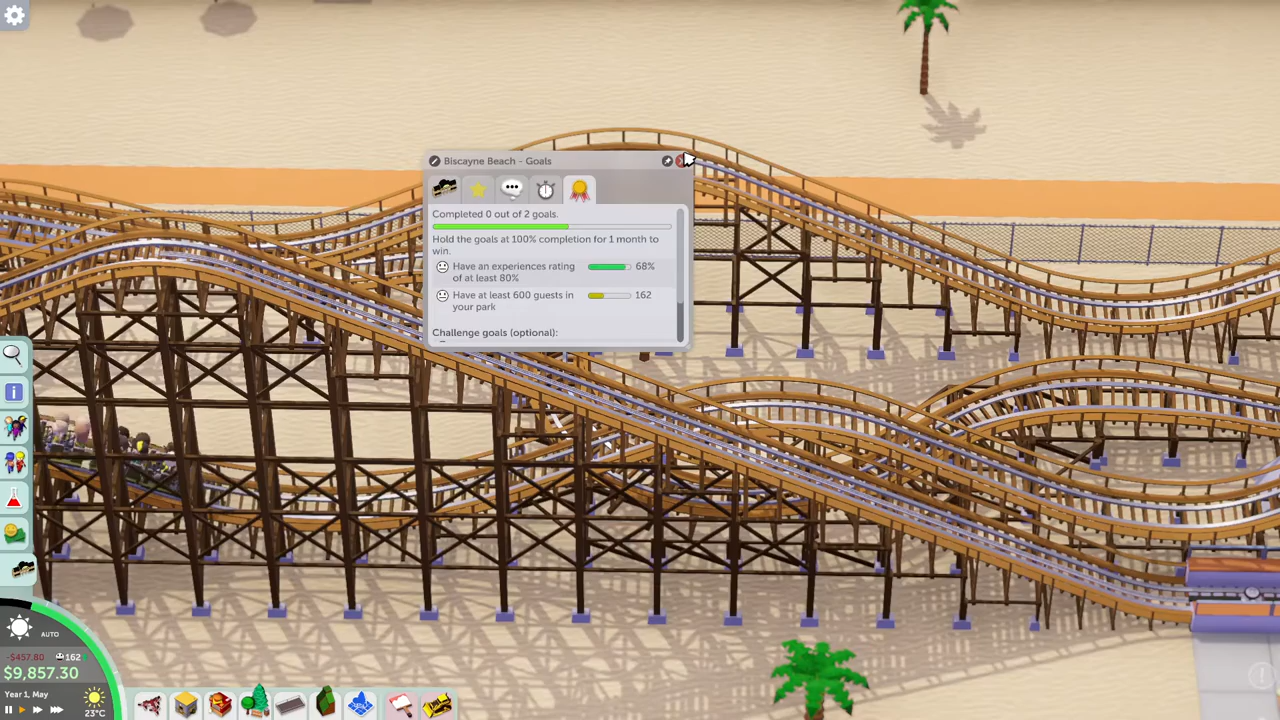 Biscayne Beach - Goals
Completed 0 out of 2 goals.
Hold the goals at 100% completion for 1 month to
win.
Have an experiences rating
of at least 80%
68%
Have at least 600 guests in
your park
162
Challenge goals (optional):
AUTO
-$457.80
162
$9,857.30
Year 1, May
23°C